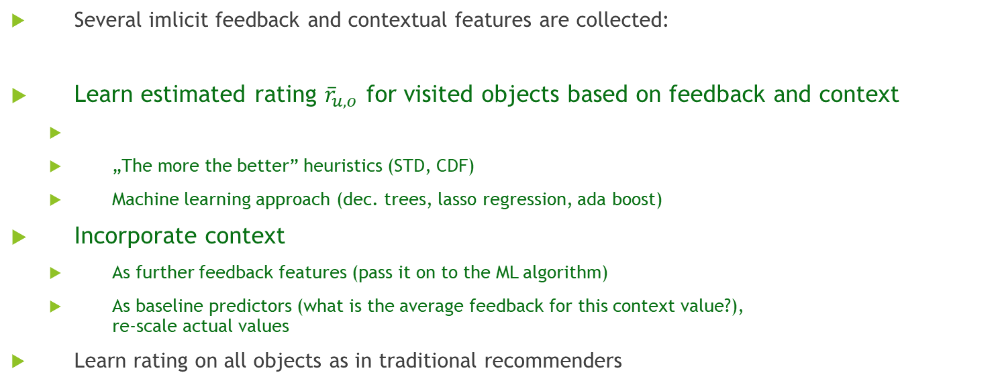 Several imlicit feedback and contextual features are collected:
Learn estimated rating r̄u,o for visited objects based on feedback and context
„The more the better” heuristics (STD, CDF)
Machine learning approach (dec. trees, lasso regression, ada boost)
Incorporate context
As further feedback features (pass it on to the ML algorithm)
As baseline predictors (what is the average feedback for this context value?),
re-scale actual values
Learn rating on all objects as in traditional recommenders